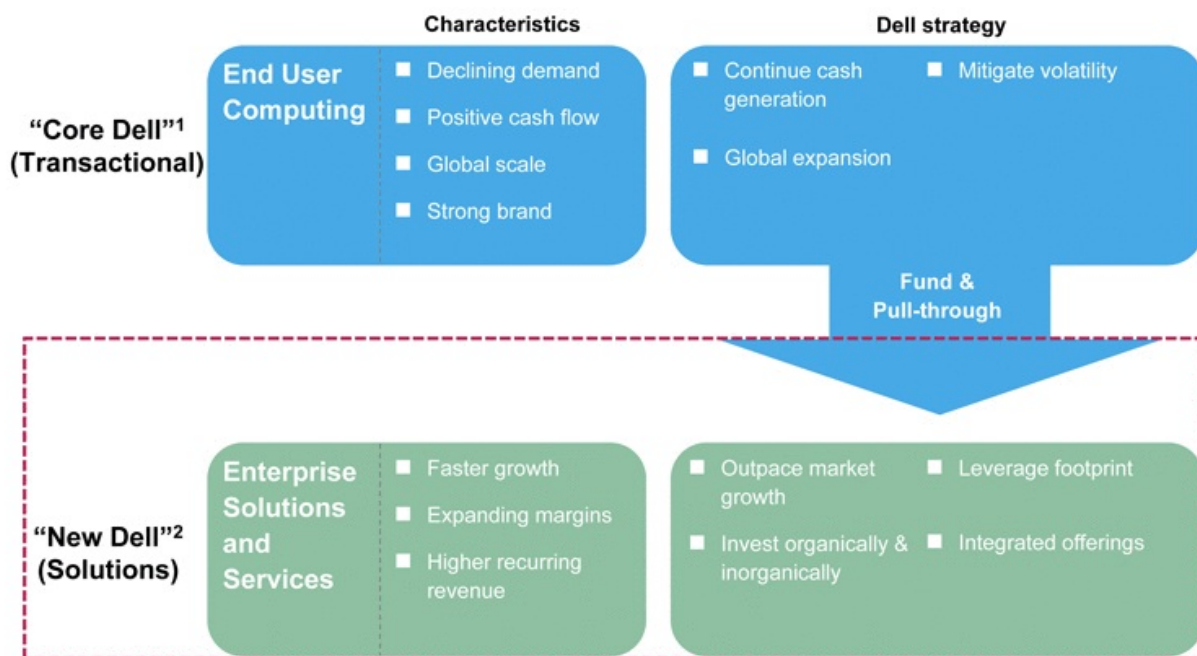 Characteristics
Dell strategy
“Core Dell”1
(Transactional)
End User
Computing
Declining demand
Positive cash flow
Global scale
Strong brand
Continue cash
generation
Global expansion
Mitigate volatility
Fund &
Pull-through
“New Dell”2
(Solutions)
Enterprise
Solutions
and
Services
Faster growth
Expanding margins
Higher recurring
revenue
Outpace market
growth
Invest organically &
inorganically
Leverage footprint
Integrated offerings